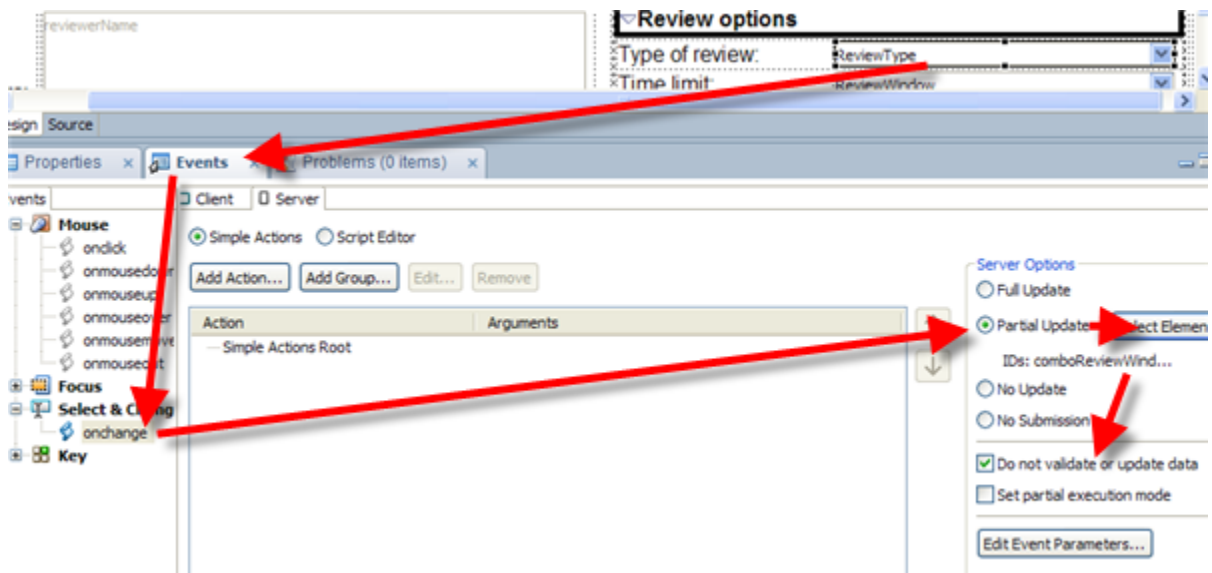 reviewerName
Review options
Type of review: ReviewType
Time limit: ReviewWindow
Source
Properties Events Problems (0 items)
Client Server
Mouse
onclick
Simple Actions Script Editor
Add Action... Add Group... Edit... Remove
onmouseup
Action Arguments
Simple Actions Root
Focus
onchange
Key
Server Options
Full Update
Partial Update
IDs: comboReviewWind...
No Update
No Submission
Do not validate or update data
Set partial execution mode
Edit Event Parameters...